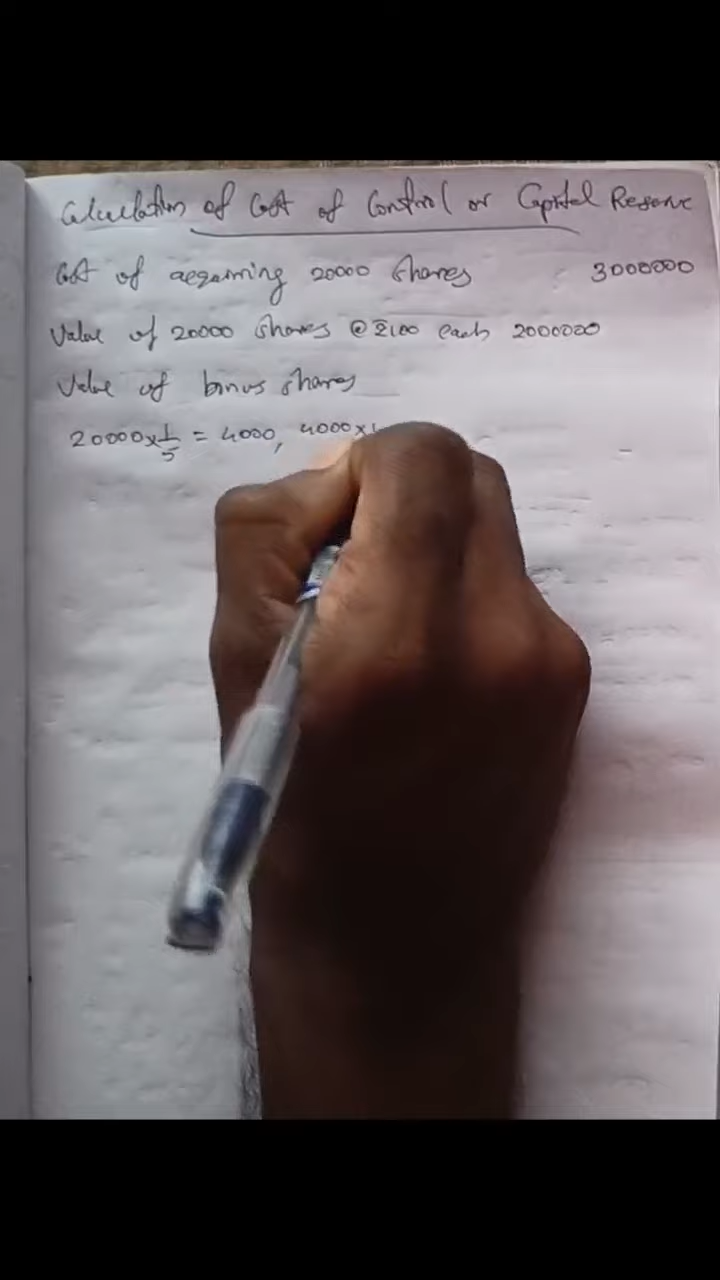 Calculation of Cost of Control or Capital Reserve
Cost of acquiring 20000 shares 3000000
Value of 20000 shares @ ₹100 each 2000000
Value of bonus shares
20000 x 1/5 = 4000, 4000 x 1